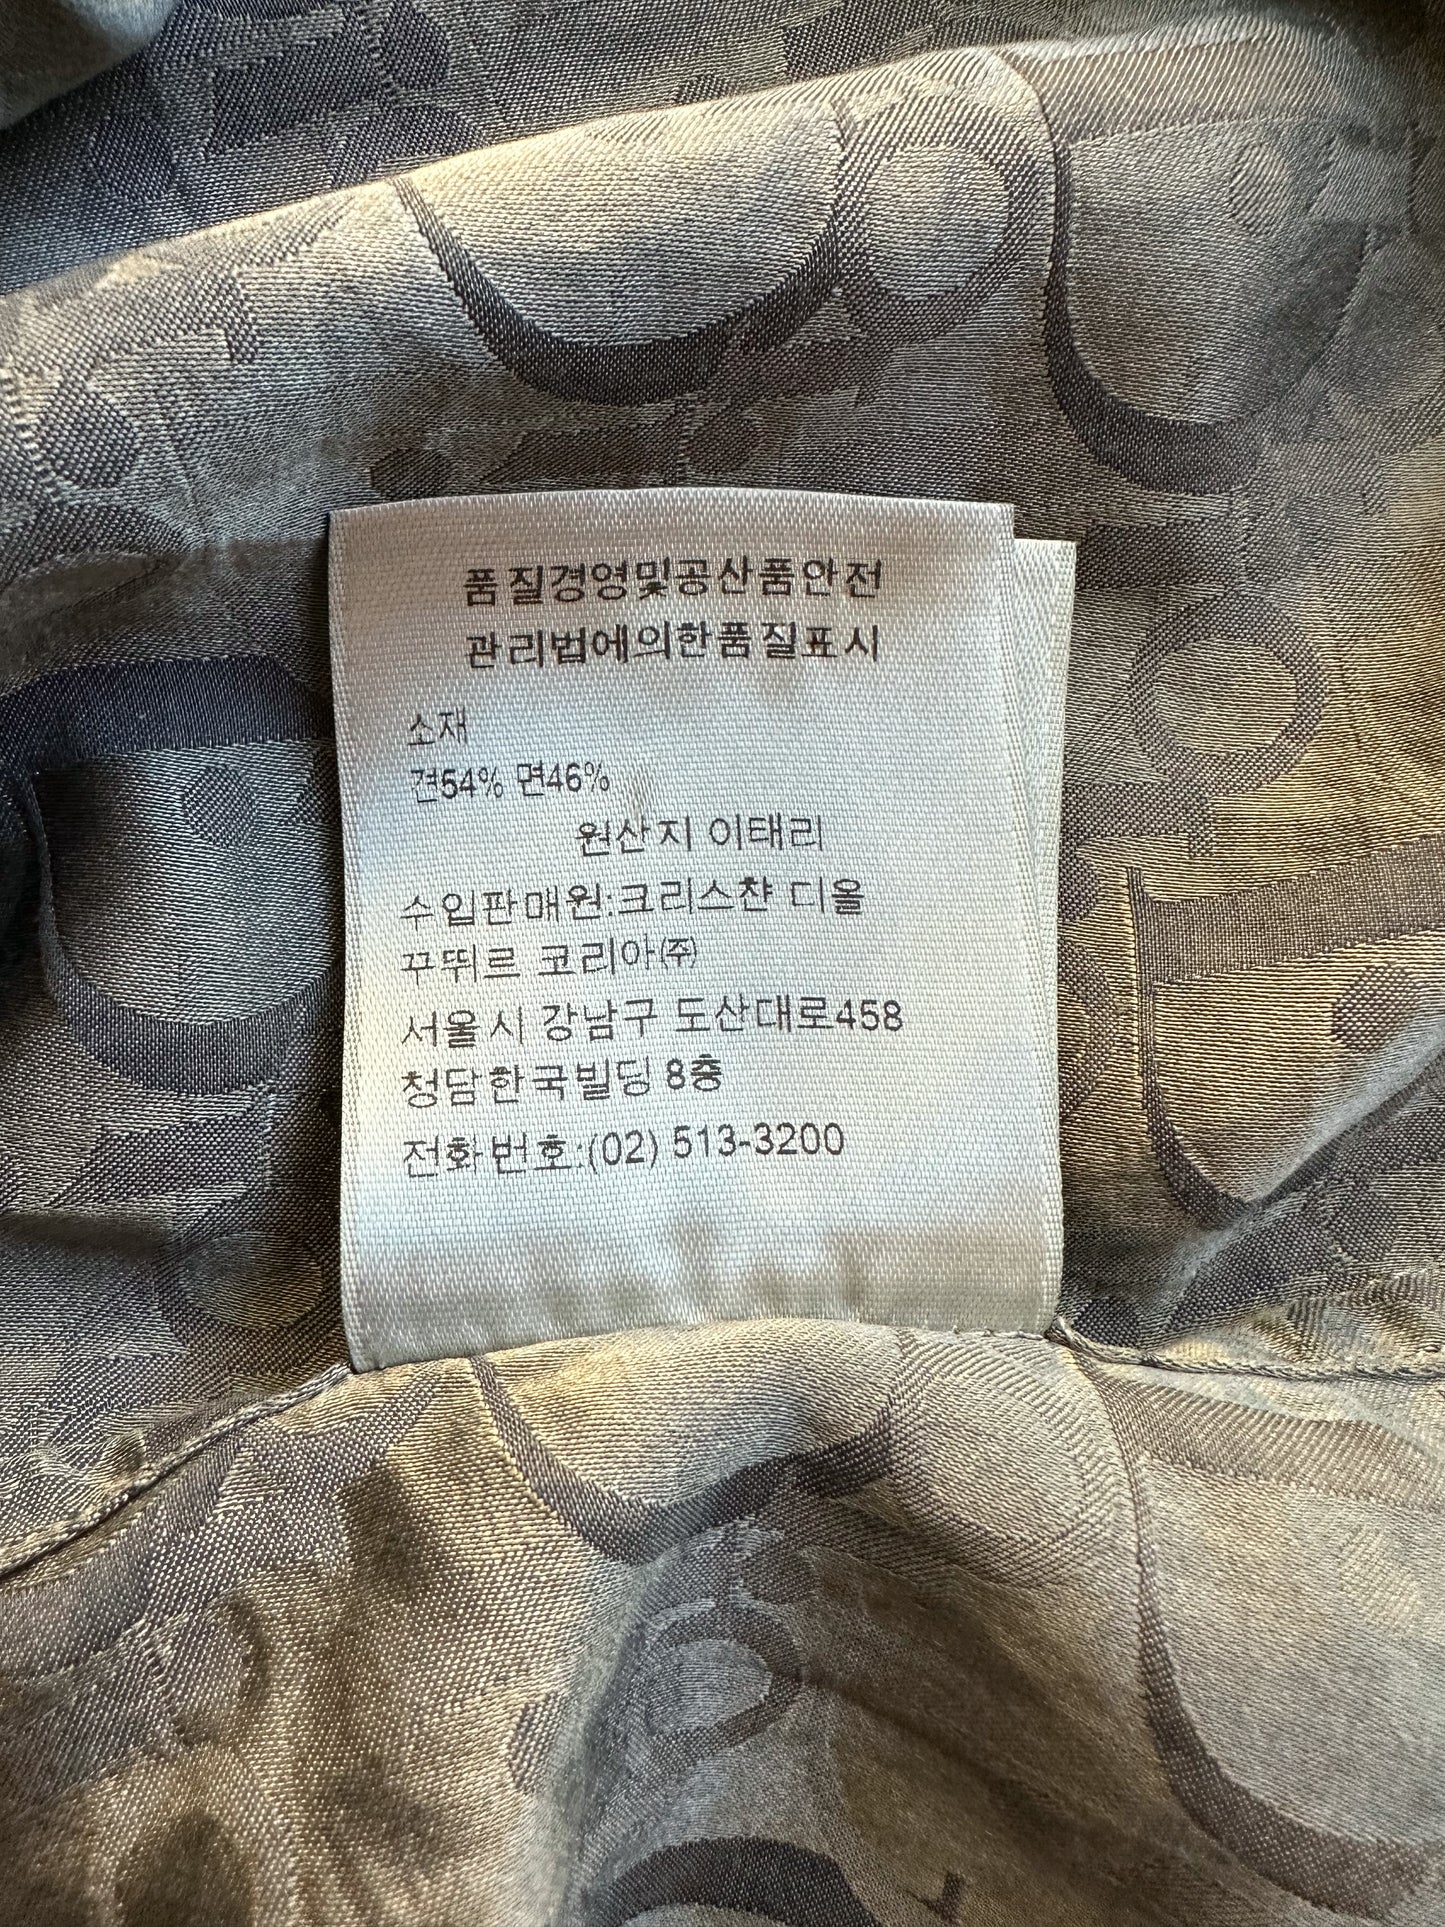 품질경영및공산품안전
관리법에의한품질표시
소재
견54% 면46%
원산지 이태리
수입판매원:크리스챤 디올
꾸뛰르 코리아㈜
서울시 강남구 도산대로458
청담한국빌딩 8층
전화번호:(02) 513-3200